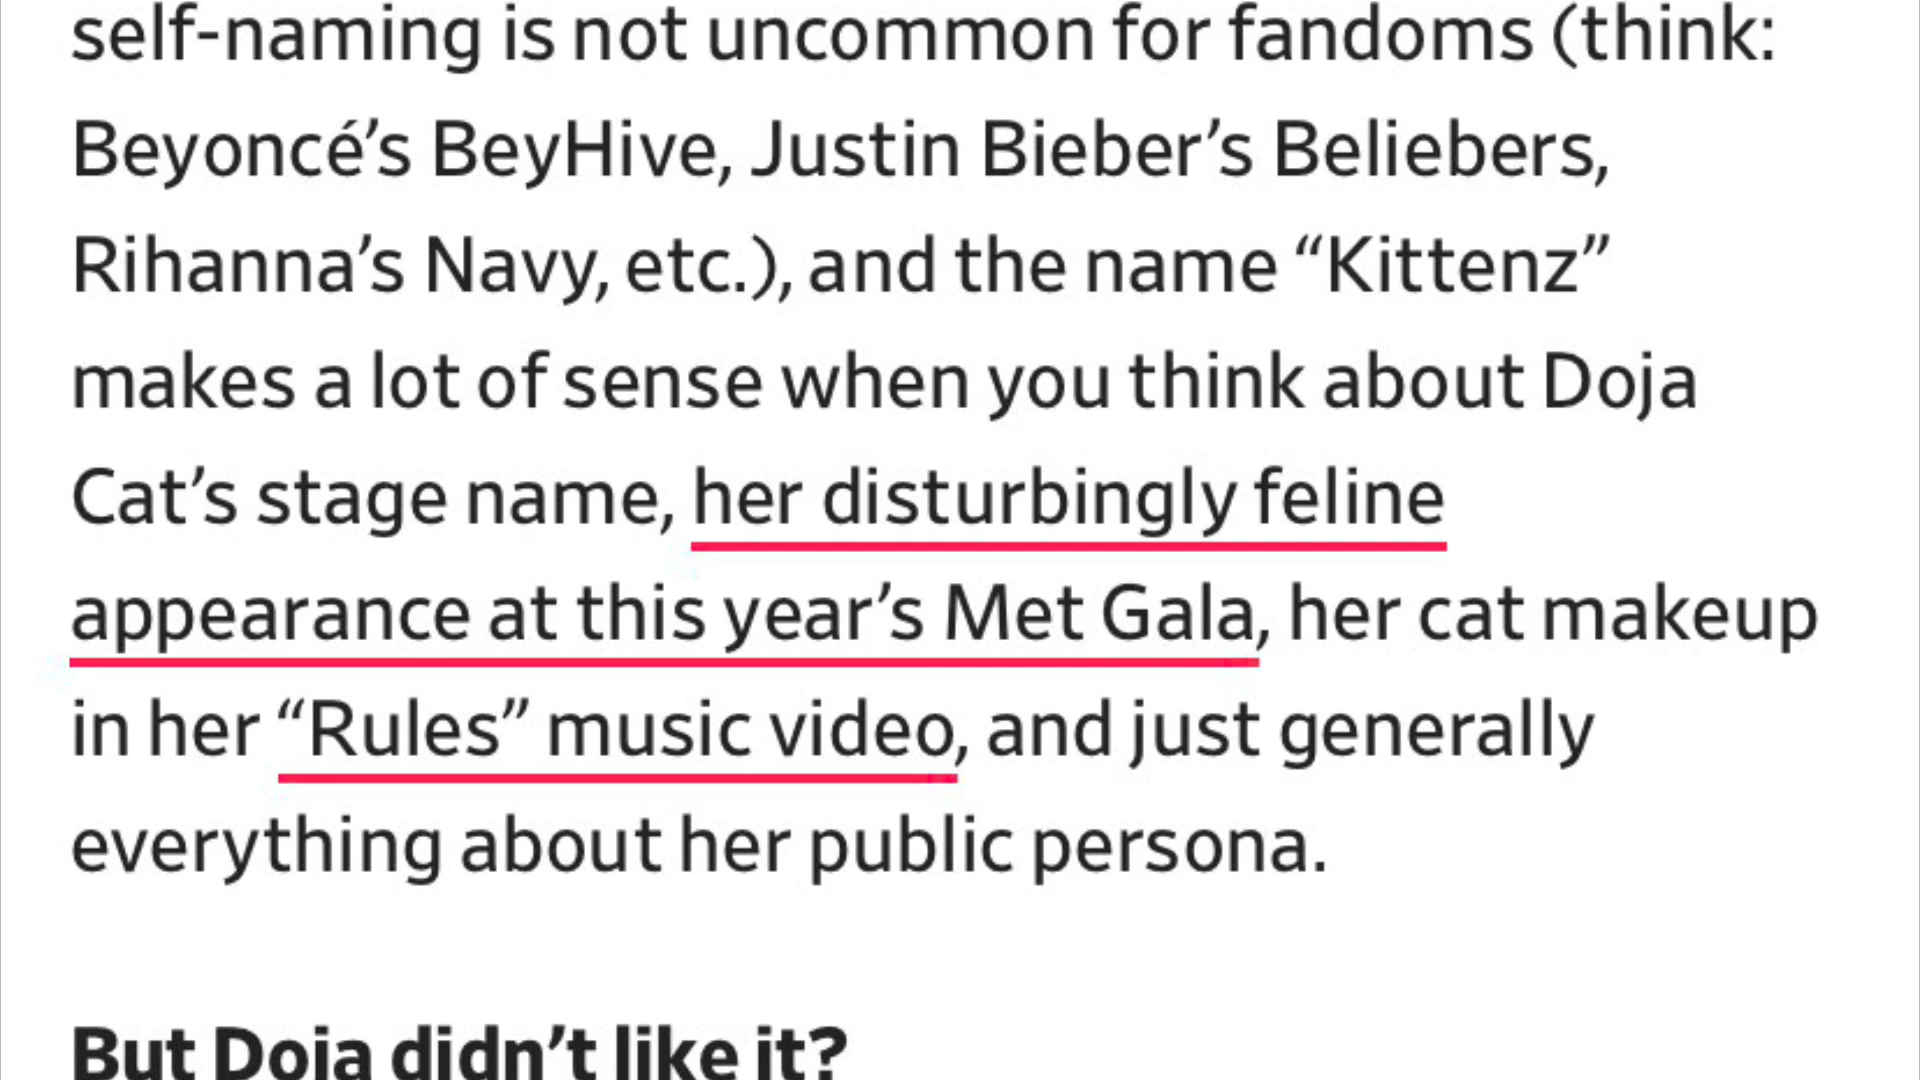 self-naming is not uncommon for fandoms (think:
Beyoncé’s BeyHive, Justin Bieber’s Beliebers,
Rihanna’s Navy, etc.), and the name “Kittenz”
makes a lot of sense when you think about Doja
Cat’s stage name, her disturbingly feline
appearance at this year’s Met Gala, her cat makeup
in her “Rules” music video, and just generally
everything about her public persona.
But Doja didn’t like it?